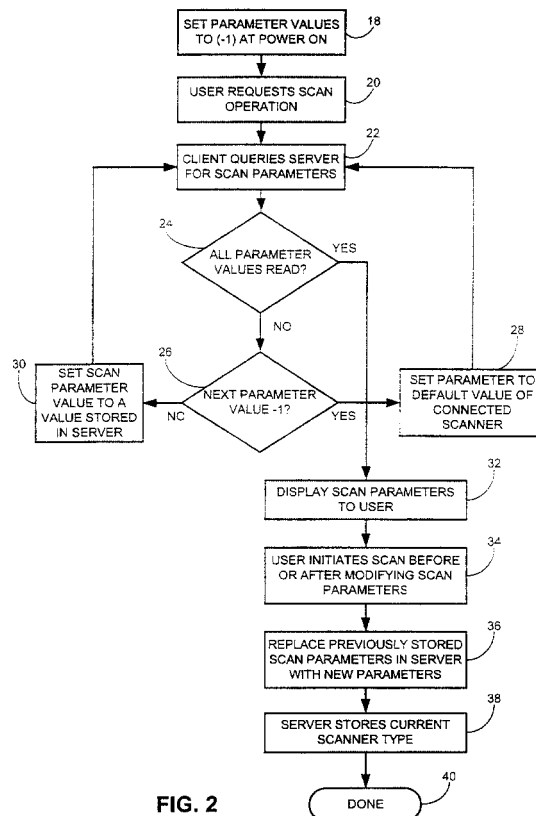 SET PARAMETER VALUES
TO (-1) AT POWER ON
18
USER REQUESTS SCAN
OPERATION
20
CLIENT QUERIES SERVER
FOR SCAN PARAMETERS
22
24
ALL PARAMETER
VALUES READ?
YES
NO
26
NEXT PARAMETER
VALUE -1?
NO
YES
30
SET SCAN
PARAMETER
VALUE TO A
VALUE STORED
IN SERVER
28
SET PARAMETER TO
DEFAULT VALUE OF
CONNECTED
SCANNER
32
DISPLAY SCAN PARAMETERS
TO USER
34
USER INITIATES SCAN BEFORE
OR AFTER MODIFYING SCAN
PARAMETERS
36
REPLACE PREVIOUSLY STORED
SCAN PARAMETERS IN SERVER
WITH NEW PARAMETERS
38
SERVER STORES CURRENT
SCANNER TYPE
40
DONE
FIG. 2